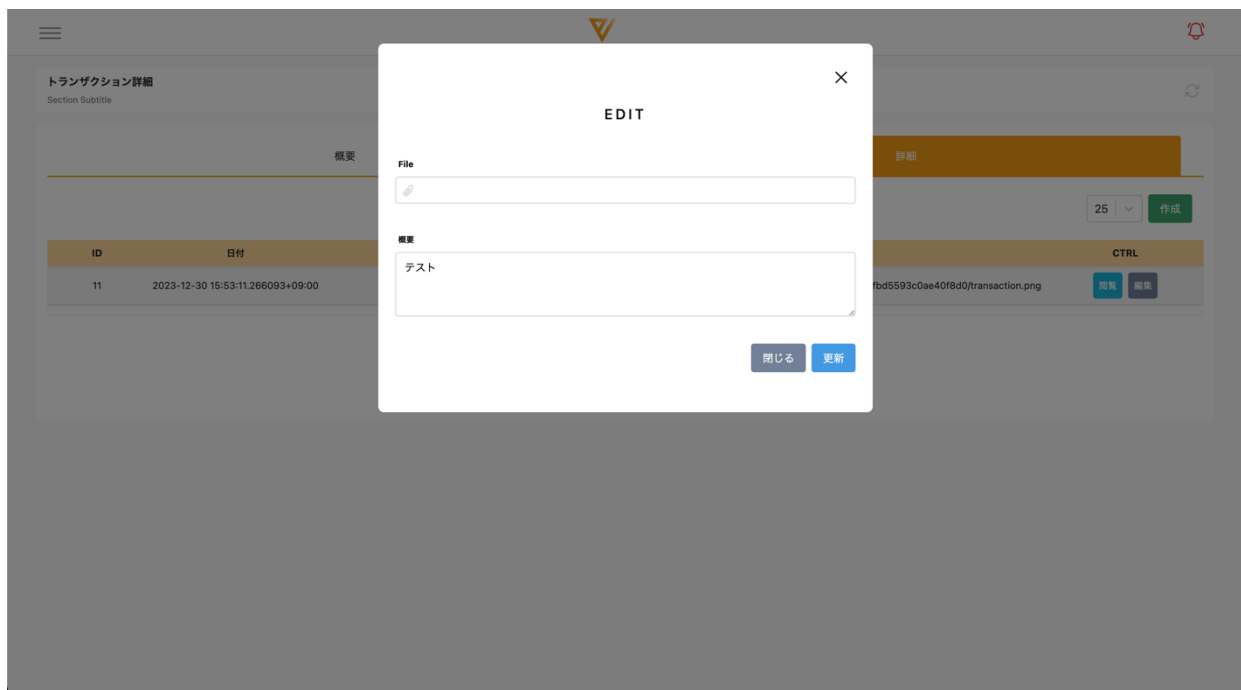 トランザクション詳細
Section Subtitle
EDIT
概要
詳細
File
25
作成
概要
テスト
ID
日付
CTRL
11
2023-12-30 15:53:11.266093+09:00
fbd5593c0ae40f8d0/transaction.png
閲覧
編集
閉じる
更新